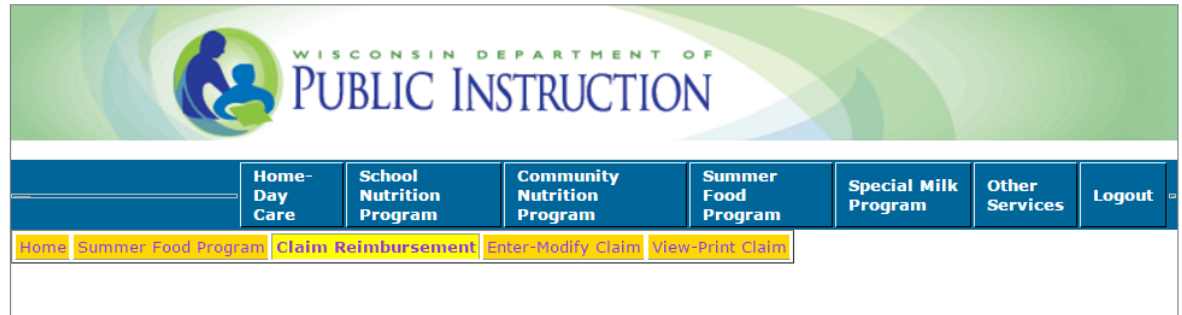 WISCONSIN DEPARTMENT OF
PUBLIC INSTRUCTION
Home-
Day
Care
School
Nutrition
Program
Community
Nutrition
Program
Summer
Food
Program
Special Milk
Program
Other
Services
Logout
Home Summer Food Program Claim Reimbursement Enter-Modify Claim View-Print Claim